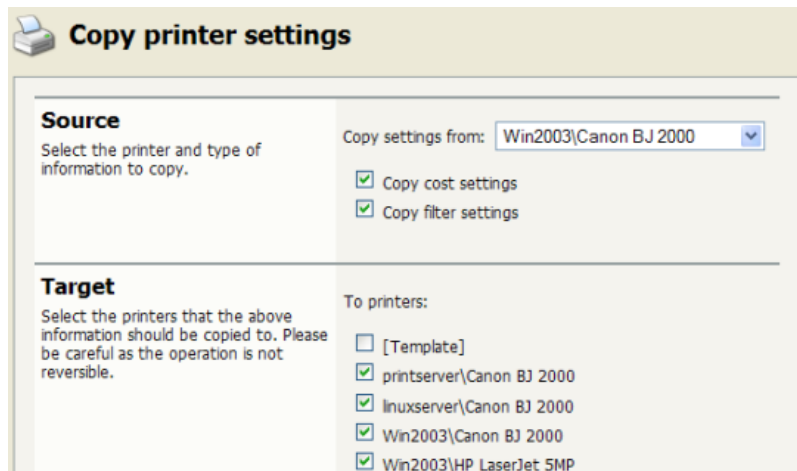 Copy printer settings
Source
Select the printer and type of
information to copy.
Copy settings from: Win2003\Canon BJ 2000
Copy cost settings
Copy filter settings
Target
Select the printers that the above
information should be copied to. Please
be careful as the operation is not
reversible.
To printers:
[Template]
printserver\Canon BJ 2000
linuxserver\Canon BJ 2000
Win2003\Canon BJ 2000
Win2003\HP LaserJet 5MP